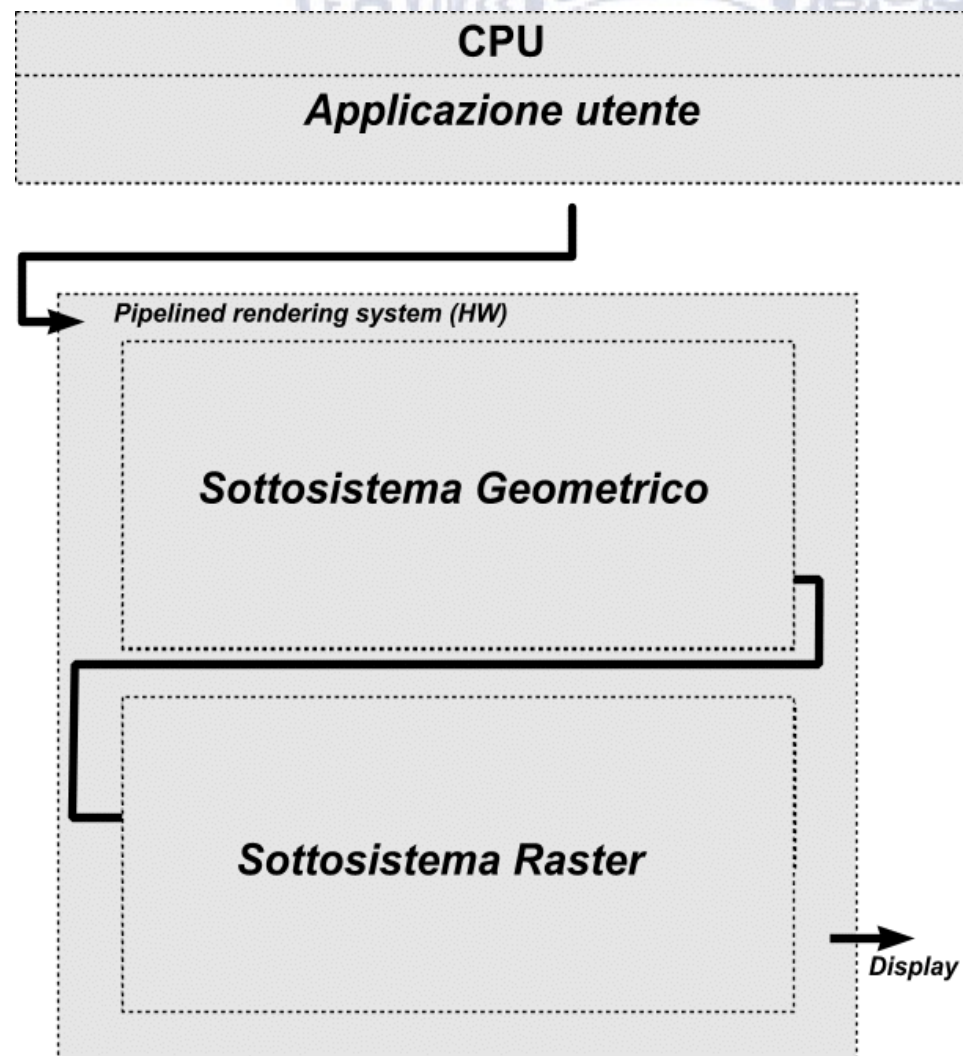 CPU
Applicazione utente
Pipelined rendering system (HW)
Sottosistema Geometrico
Sottosistema Raster
Display